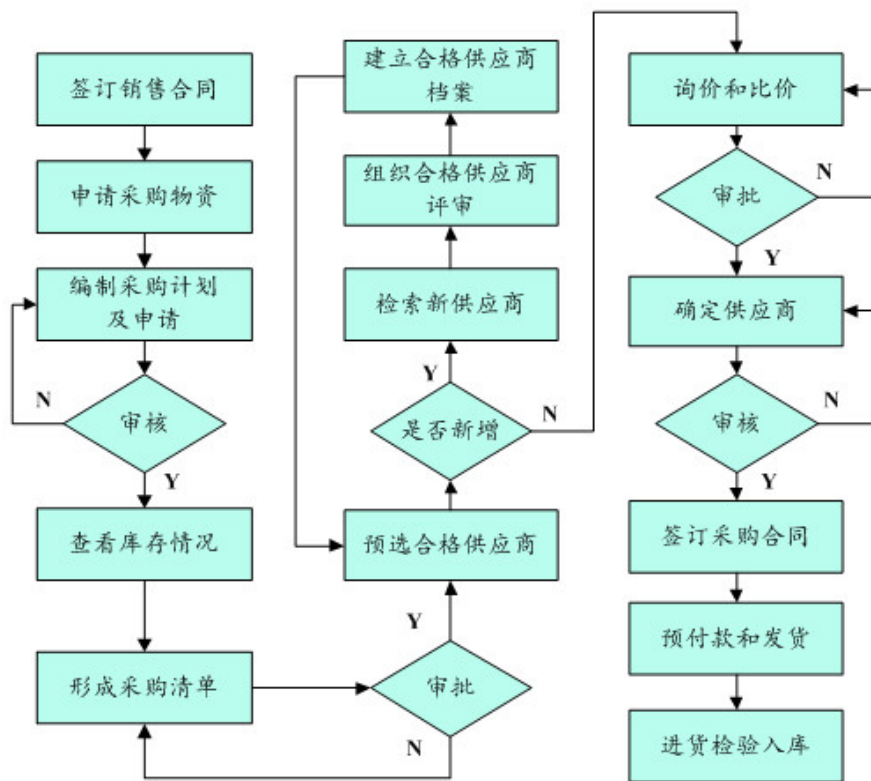 签订销售合同
申请采购物资
编制采购计划
及申请
N
审核
Y
查看库存情况
形成采购清单
建立合格供应商
档案
组织合格供应商
评审
检索新供应商
Y
是否新增
N
预选合格供应商
Y
审批
N
询价和比价
审批
N
Y
确定供应商
审核
N
Y
签订采购合同
预付款和发货
进货检验入库